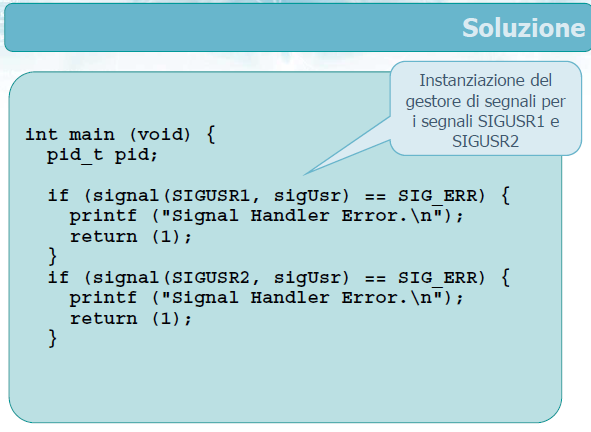 Soluzione
Instanziazione del
gestore di segnali per
i segnali SIGUSR1 e
SIGUSR2
int main (void) {
  pid_t pid;
  if (signal(SIGUSR1, sigUsr) == SIG_ERR) {
    printf ("Signal Handler Error.\n");
    return (1);
  }
  if (signal(SIGUSR2, sigUsr) == SIG_ERR) {
    printf ("Signal Handler Error.\n");
    return (1);
  }